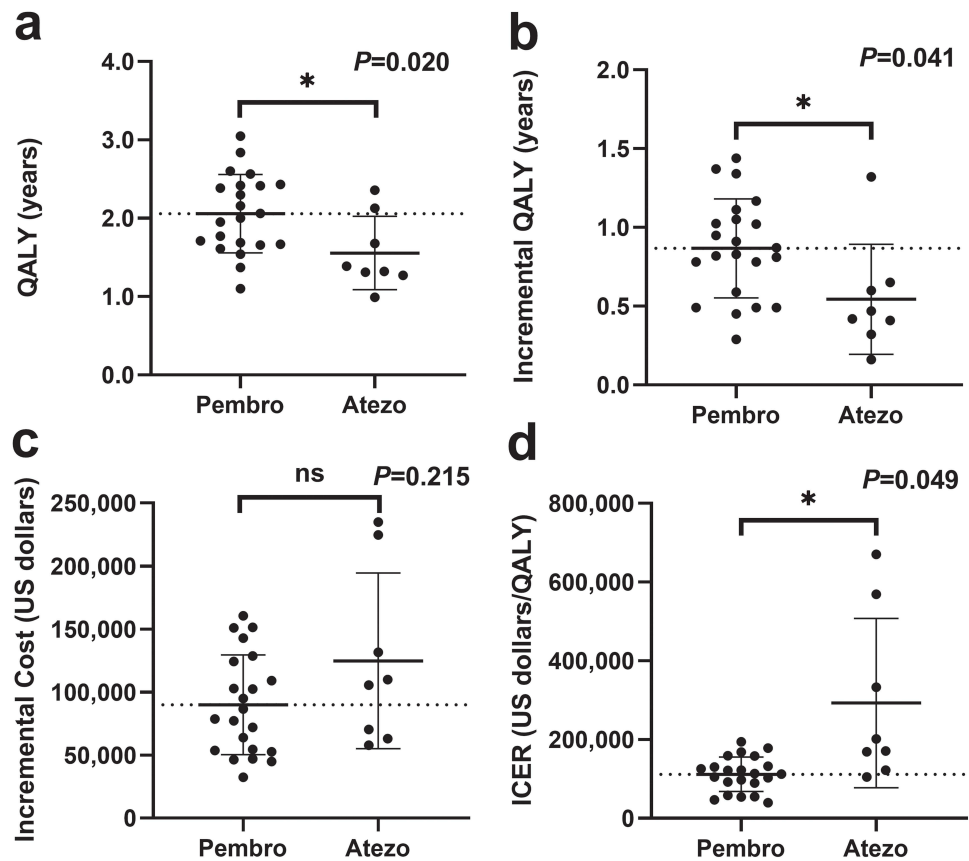 a
P=0.020
*
QALY (years)
4.0
3.0
2.0
1.0
0.0
Pembro
Atezo
b
P=0.041
*
Incremental QALY (years)
2.0
1.5
1.0
0.5
0.0
Pembro
Atezo
c
P=0.215
ns
Incremental Cost (US dollars)
250,000
200,000
150,000
100,000
50,000
0
Pembro
Atezo
d
P=0.049
*
ICER (US dollars/QALY)
800,000
600,000
400,000
200,000
0
Pembro
Atezo